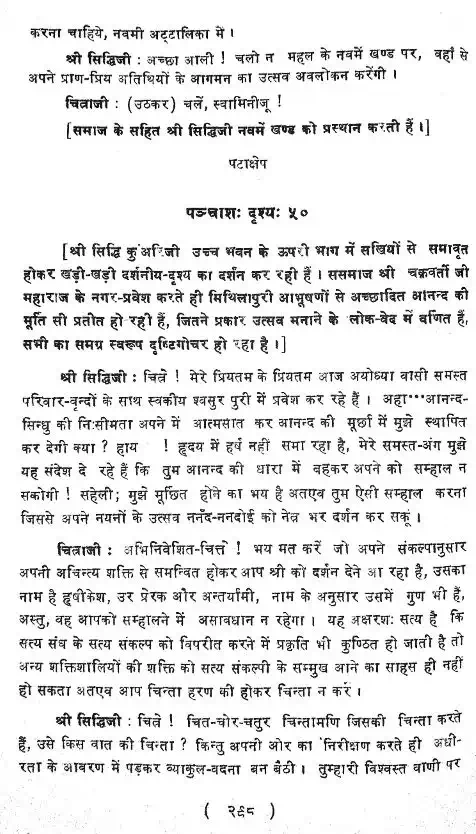 करना चाहिये, नवमी अट्टालिका में ।
श्री सिद्धिजी : अच्छा आली ! चलो न महल के नवमें खण्ड पर, वहाँ से
अपने प्राण-प्रिय अतिथियों के आगमन का उत्सव अवलोकन करेंगी ।
चित्राजी : (उठकर) चलें, स्वामिनीजू !
[समाज के सहित श्री सिद्धिजी नवमें खण्ड को प्रस्थान करती हैं ।]
पटाक्षेप
पञ्चाशः दृश्यः ५०
[श्री सिद्धि कुँअरिजी उच्च भवन के ऊपरी भाग में सखियों से समावृत
होकर खड़ी-खड़ी दर्शनीय-दृश्य का दर्शन कर रही हैं । ससमाज श्री चक्रवर्ती जी
महाराज के नगर-प्रवेश करते ही मिथिलापुरी आभूषणों से अच्छादित आनन्द की
मूर्ति सी प्रतीत हो रही हैं, जितने प्रकार उत्सव मनाने के लोक-वेद में वर्णित हैं,
सभी का समग्र स्वरूप दृष्टिगोचर हो रहा है ।]
श्री सिद्धिजी : चित्रे ! मेरे प्रियतम के प्रियतम आज अयोध्या वासी समस्त
परिवार-वृन्दों के साथ स्वकीय श्वसुर पुरी में प्रवेश कर रहे हैं । अहा···आनन्द-
सिन्धु की निःसीमता अपने में आत्मसात कर आनन्द की मूर्छा में मुझे स्थापित
कर देगी क्या ? हाय ! हृदय में हर्ष नहीं समा रहा है, मेरे समस्त-अंग मुझे
यह संदेश दे रहे हैं कि तुम आनन्द की धारा में बहकर अपने को सम्हाल न
सकोगी ! सहेली; मुझे मूर्छित होने का भय है अतएव तुम ऐसी सम्हाल करना
जिससे अपने नयनों के उत्सव ननँद-ननदोई को नेत्र भर दर्शन कर सकूं ।
चित्राजी : अभिनिवेशित-चित्ते ! भय मत करें जो अपने संकल्पानुसार
अपनी अचिन्त्य शक्ति से समन्वित होकर आप श्री को दर्शन देने आ रहा है, उसका
नाम है हृषीकेश, उर प्रेरक और अन्तर्यामी, नाम के अनुसार उसमें गुण भी हैं,
अस्तु, वह आपको सम्हालने में असावधान न रहेगा । यह अक्षरशः सत्य है कि
सत्य संध के सत्य संकल्प को विपरीत करने में प्रकृति भी कुण्ठित हो जाती है तो
अन्य शक्तिशालियों की शक्ति को सत्य संकल्पी के सम्मुख आने का साहस ही नहीं
हो सकता अतएव आप चिन्ता हरण की होकर चिन्ता न करें ।
श्री सिद्धिजी : चित्रे ! चित-चोर-चतुर चिन्तामणि जिसकी चिन्ता करते
हैं, उसे किस वात की चिन्ता ? किन्तु अपनी ओर का निरीक्षण करते ही अधी-
रता के आवरण में पड़कर व्याकुल-वदना बन बैठी । तुम्हारी विश्वस्त वाणी पर
( २९८ )